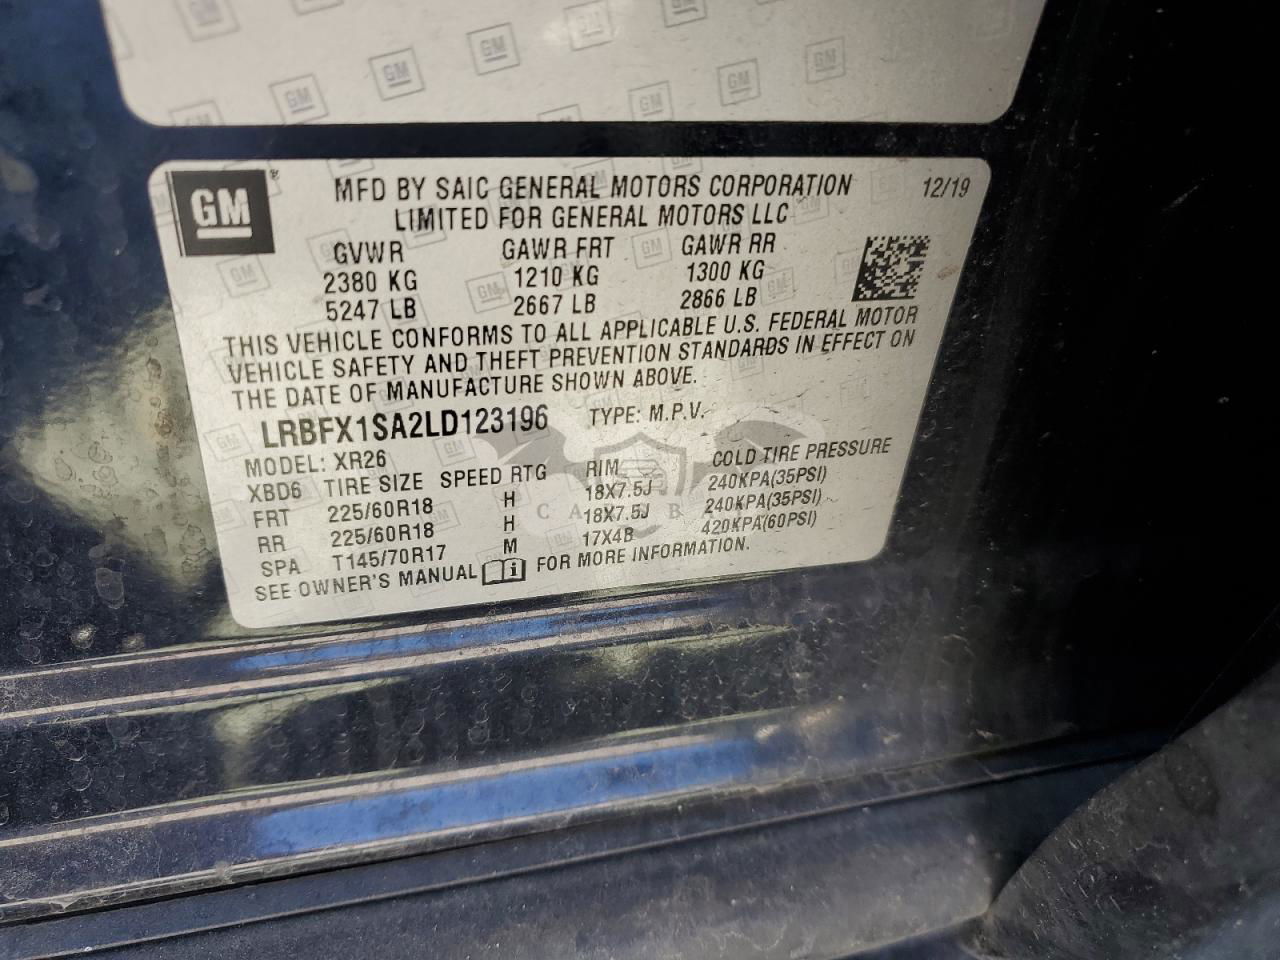 GM® MFD BY SAIC GENERAL MOTORS CORPORATION 12/19
LIMITED FOR GENERAL MOTORS LLC
GVWR GAWR FRT GAWR RR
2380 KG 1210 KG 1300 KG
5247 LB 2667 LB 2866 LB
THIS VEHICLE CONFORMS TO ALL APPLICABLE U.S. FEDERAL MOTOR
VEHICLE SAFETY AND THEFT PREVENTION STANDARDS IN EFFECT ON
THE DATE OF MANUFACTURE SHOWN ABOVE.
LRBFX1SA2LD123196 TYPE: M.P.V.
MODEL: XR26
XBD6 TIRE SIZE SPEED RTG RIM COLD TIRE PRESSURE
FRT 225/60R18 H 18X7.5J 240KPA(35PSI)
RR 225/60R18 H 18X7.5J 240KPA(35PSI)
SPA T145/70R17 M 17X4B 420KPA(60PSI)
SEE OWNER'S MANUAL FOR MORE INFORMATION.